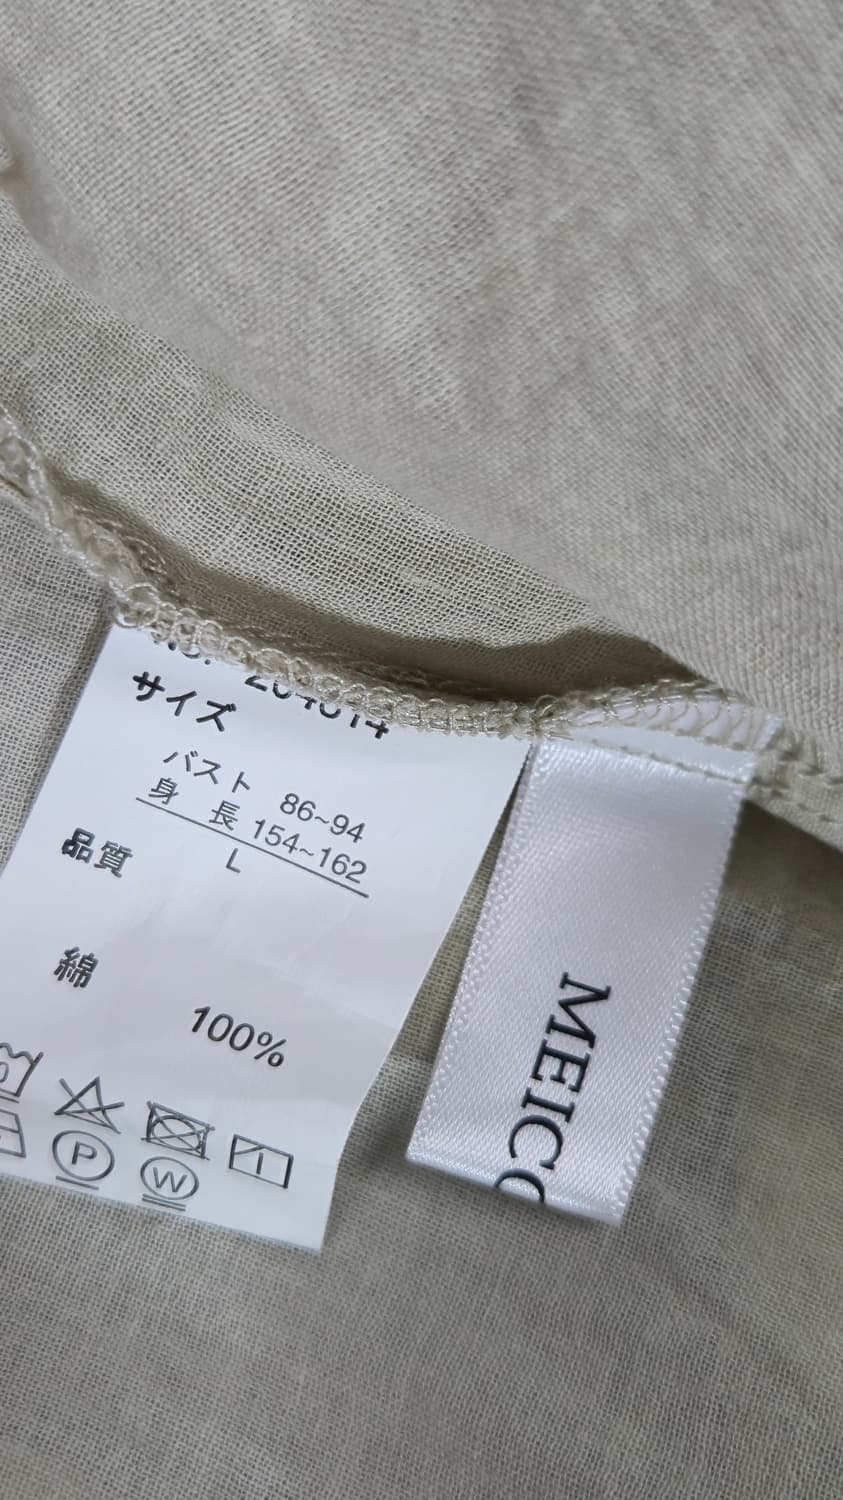 サイズ
バスト 86~94
身 長 154~162
L
品質
綿 100%
P
W
MEIC